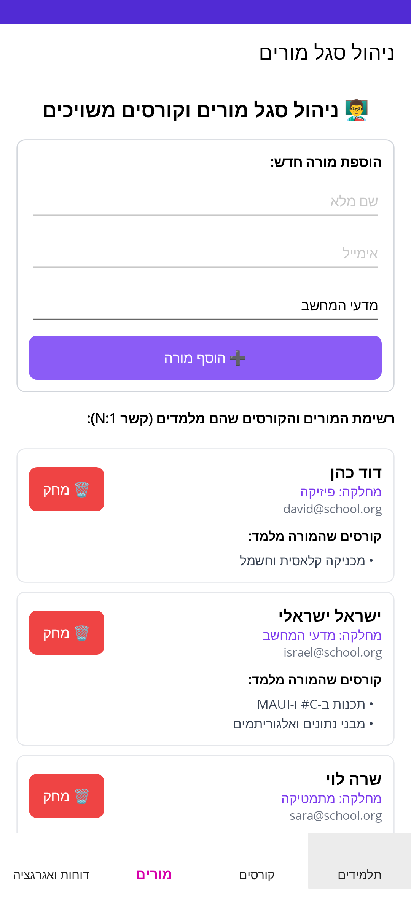 ניהול סגל מורים
👨‍🏫 ניהול סגל מורים וקורסים משויכים
הוספת מורה חדש:
שם מלא
אימייל
מדעי המחשב
➕ הוסף מורה
רשימת המורים והקורסים שהם מלמדים (קשר 1:N):
דוד כהן
מחלקה: פיזיקה
david@school.org
🗑️ מחק
קורסים שהמורה מלמד:
• מכניקה קלאסית וחשמל
ישראל ישראלי
מחלקה: מדעי המחשב
israel@school.org
🗑️ מחק
קורסים שהמורה מלמד:
• תכנות ב-C# ו-MAUI
• מבני נתונים ואלגוריתמים
שרה לוי
מחלקה: מתמטיקה
sara@school.org
🗑️ מחק
תלמידים
קורסים
מורים
דוחות ואגרגציה